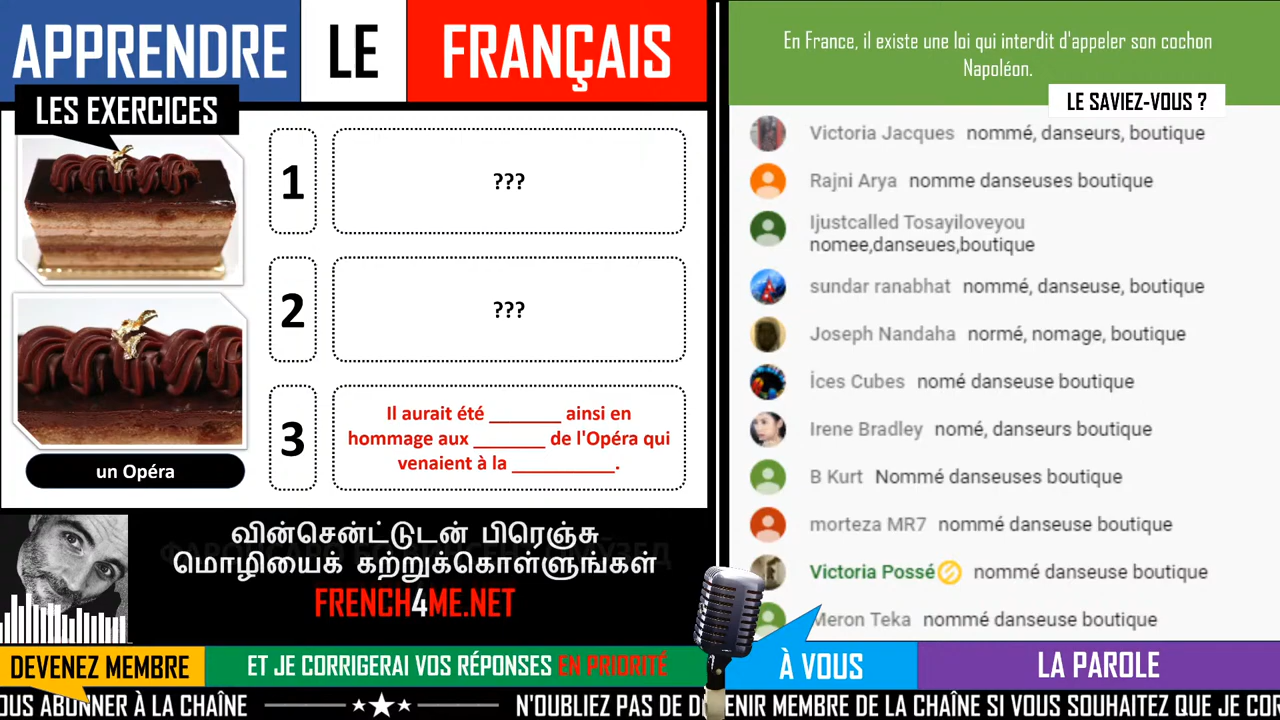 APPRENDRE LE FRANÇAIS
LES EXERCICES
1
???
2
???
3
Il aurait été _______ ainsi en
hommage aux _______ de l'Opéra qui
venaient à la __________.
un Opéra
வின்சென்ட்டுடன் பிரெஞ்சு
மொழியைக் கற்றுக்கொள்ளுங்கள்
FRENCH4ME.NET
En France, il existe une loi qui interdit d'appeler son cochon
Napoléon.
LE SAVIEZ-VOUS ?
Victoria Jacques nommé, danseurs, boutique
Rajni Arya nomme danseuses boutique
Ijustcalled Tosayiloveyou
nomee,danseues,boutique
sundar ranabhat nommé, danseuse, boutique
Joseph Nandaha normé, nomage, boutique
İces Cubes nomé danseuse boutique
Irene Bradley nomé, danseurs boutique
B Kurt Nommé danseuses boutique
morteza MR7 nommé danseuse boutique
Victoria Possé nommé danseuse boutique
Meron Teka nommé danseuse boutique
DEVENEZ MEMBRE
ET JE CORRIGERAI VOS RÉPONSES EN PRIORITÉ
À VOUS
LA PAROLE
OUS ABONNER À LA CHAÎNE
N'OUBLIEZ PAS DE D ENIR MEMBRE DE LA CHAÎNE SI VOUS SOUHAITEZ QUE JE COR